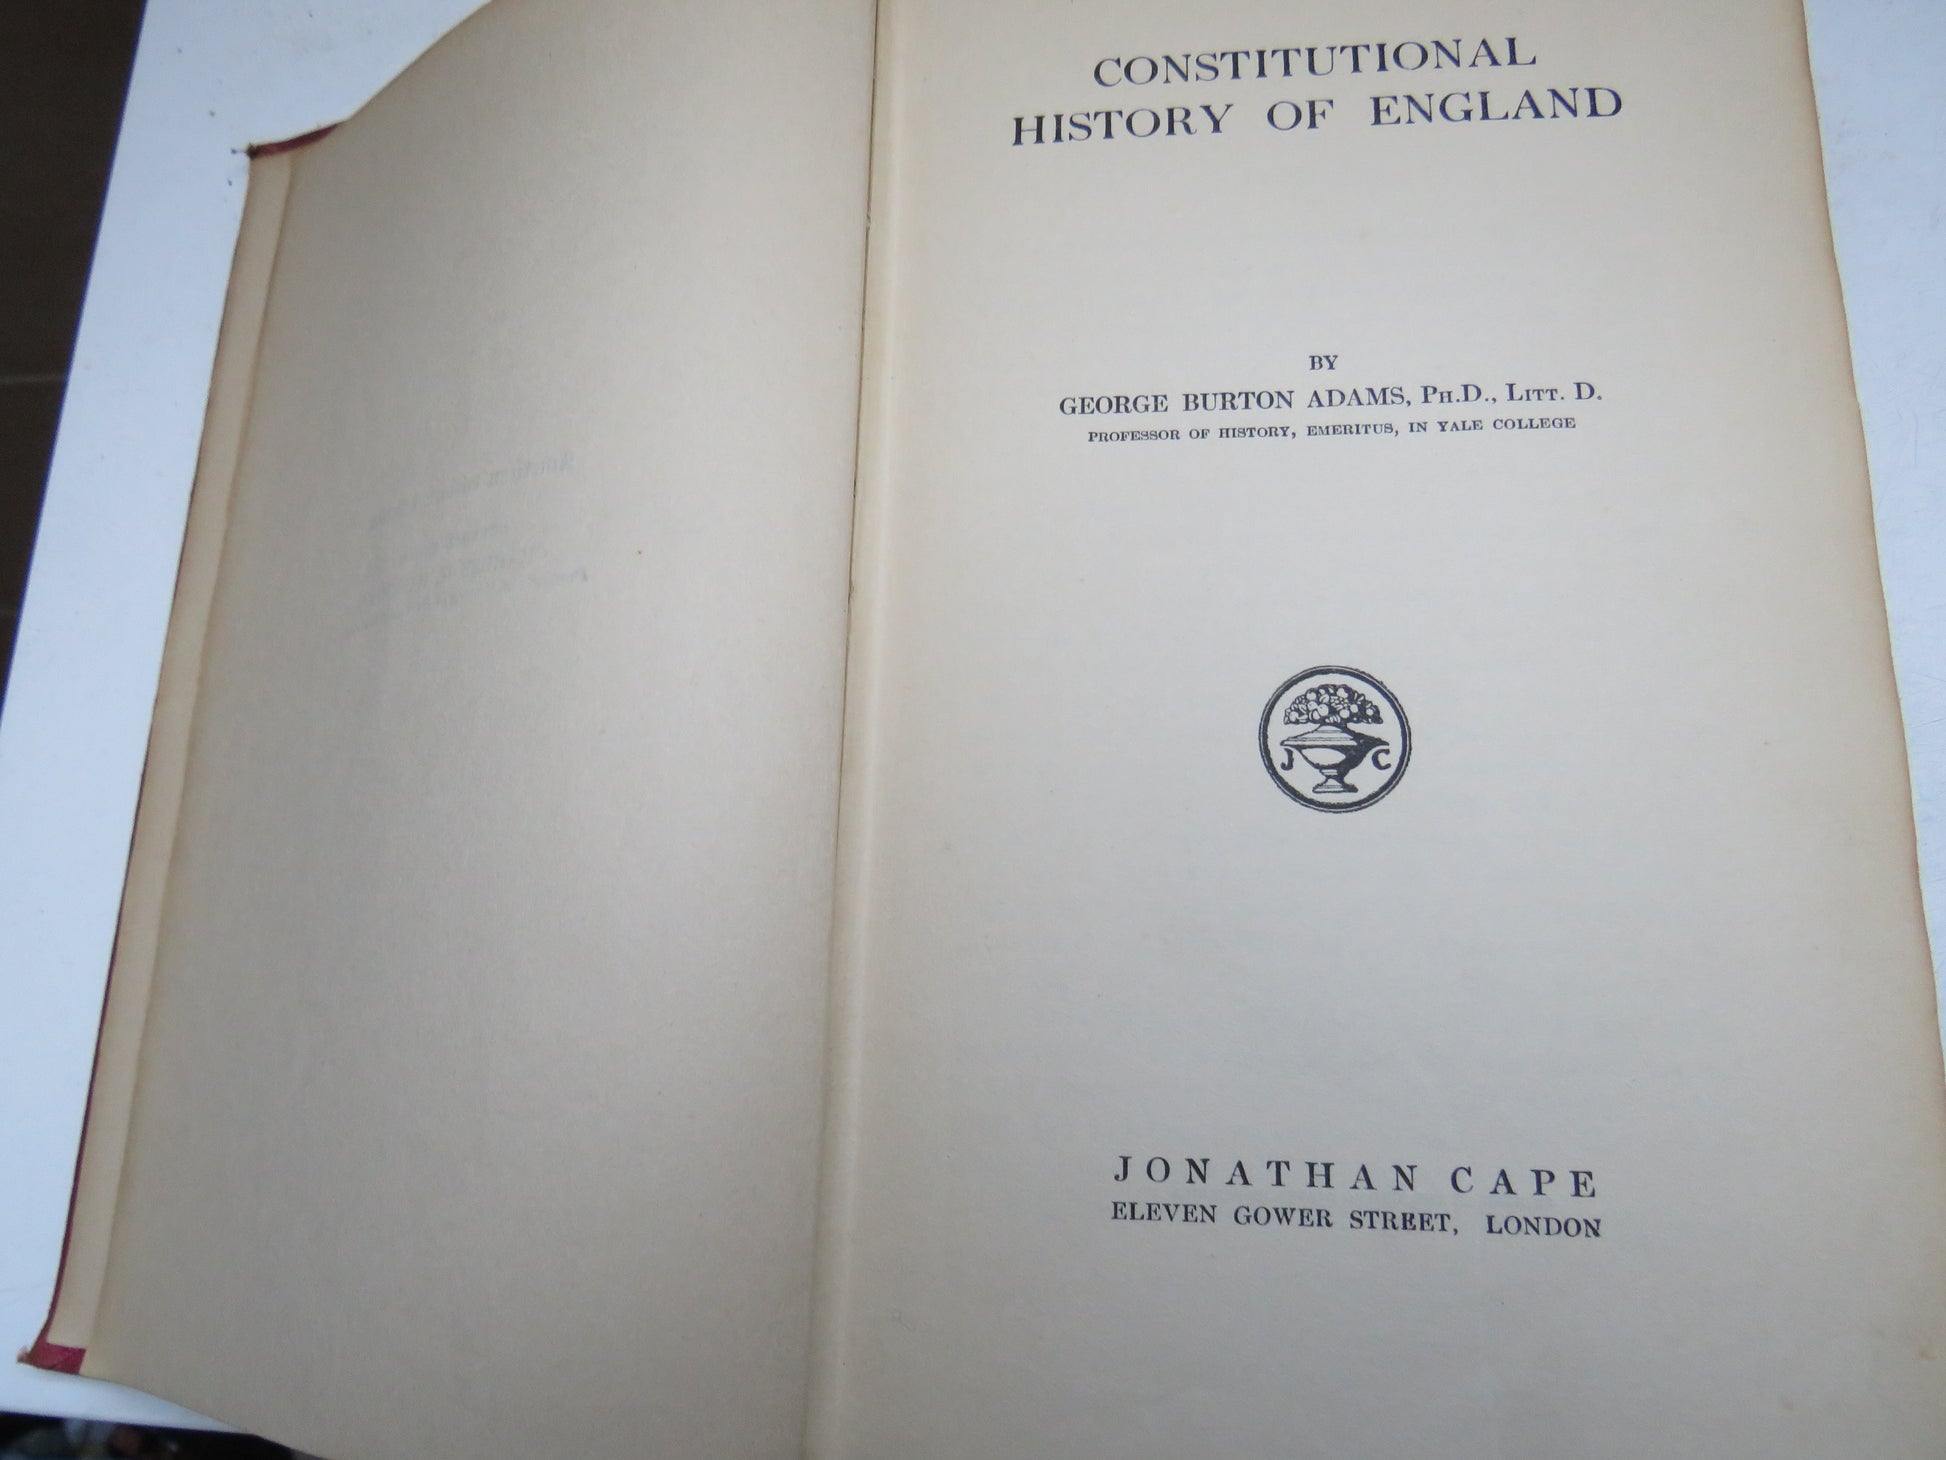 CONSTITUTIONAL
HISTORY OF ENGLAND
BY
GEORGE BURTON ADAMS, PH.D., LITT. D.
PROFESSOR OF HISTORY, EMERITUS, IN YALE COLLEGE
J C
JONATHAN CAPE
ELEVEN GOWER STREET, LONDON